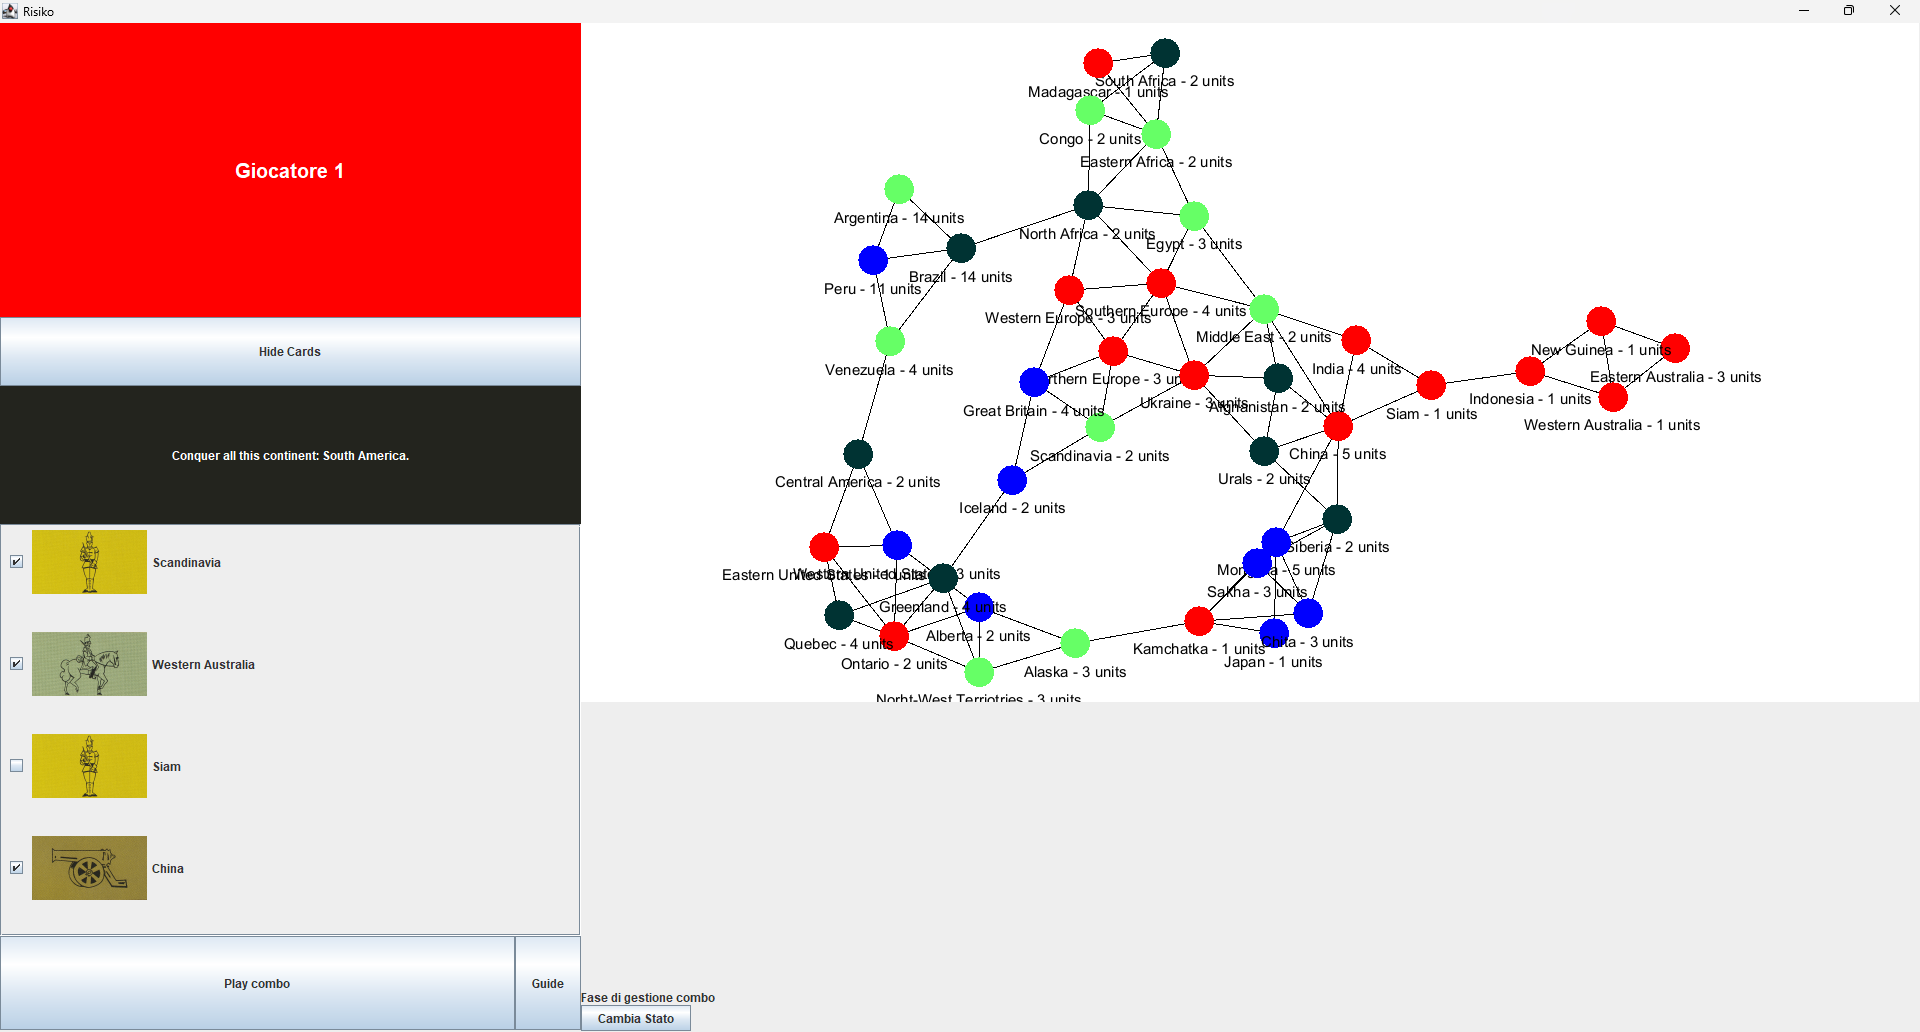 Risiko
Giocatore 1
Hide Cards
Conquer all this continent: South America.
Scandinavia
Western Australia
Siam
China
Play combo
Guide
South Africa - 2 units
Madagascar - 1 units
Congo - 2 units
Eastern Africa - 2 units
Argentina - 14 units
North Africa - 2 units
Egypt - 3 units
Brazil - 14 units
Peru - 11 units
Southern Europe - 4 units
Western Europe - 3 units
Middle East - 2 units
New Guinea - 1 units
Venezuela - 4 units
India - 4 units
Eastern Australia - 3 units
rthern Europe - 3 un
Indonesia - 1 units
Ukraine - 3 units
Afghanistan - 2 units
Great Britain - 4 units
Siam - 1 units
Western Australia - 1 units
China - 5 units
Scandinavia - 2 units
Urals - 2 units
Central America - 2 units
Iceland - 2 units
Siberia - 2 units
Mongolia - 5 units
Eastern United States - 1 units
Western United States - 3 units
Sakha - 3 units
Greenland - 4 units
Alberta - 2 units
Quebec - 4 units
Chita - 3 units
Kamchatka - 1 units
Japan - 1 units
Ontario - 2 units
Alaska - 3 units
Norht-West Terriotries - 3 units
Fase di gestione combo
Cambia Stato